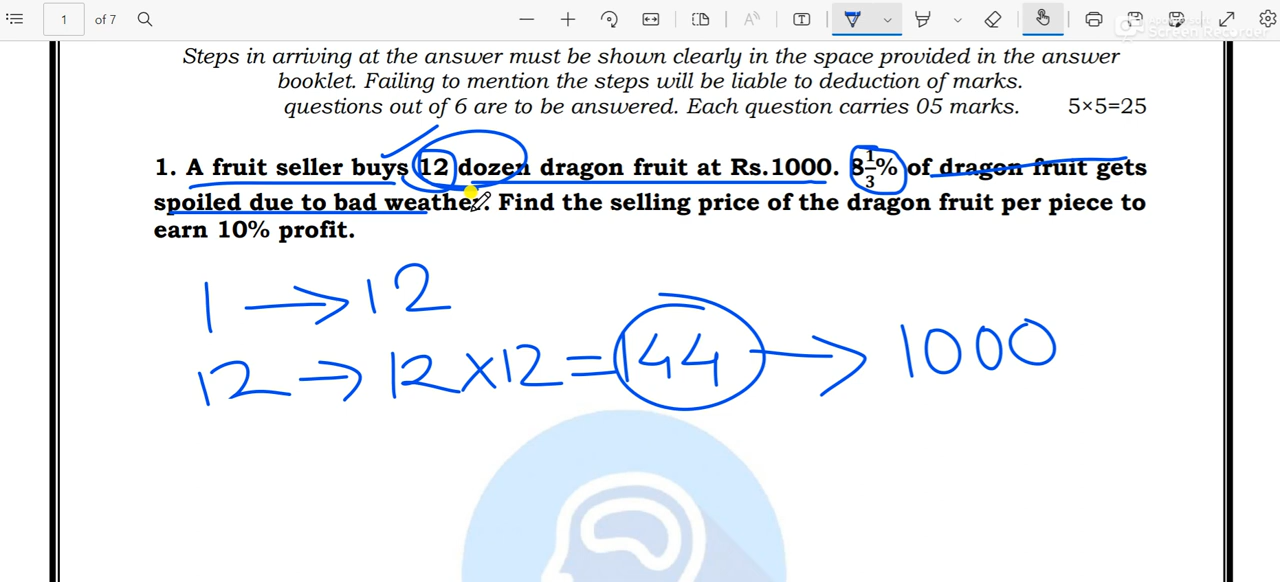 1 of 7
Steps in arriving at the answer must be shown clearly in the space provided in the answer
booklet. Failing to mention the steps will be liable to deduction of marks.
questions out of 6 are to be answered. Each question carries 05 marks. 5×5=25
1. A fruit seller buys 12 dozen dragon fruit at Rs.1000. 8 1/3% of dragon fruit gets
spoiled due to bad weather. Find the selling price of the dragon fruit per piece to
earn 10% profit.
1 → 12
12 → 12 × 12 = 144 → 1000